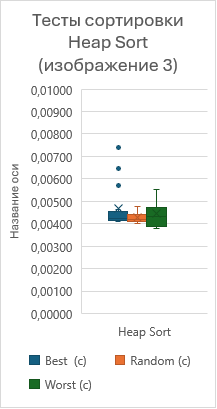 Тесты сортировки
Heap Sort
(изображение 3)
Название оси
0,01000
0,00900
0,00800
0,00700
0,00600
0,00500
0,00400
0,00300
0,00200
0,00100
0,00000
Heap Sort
Best (с)
Random (с)
Worst (с)